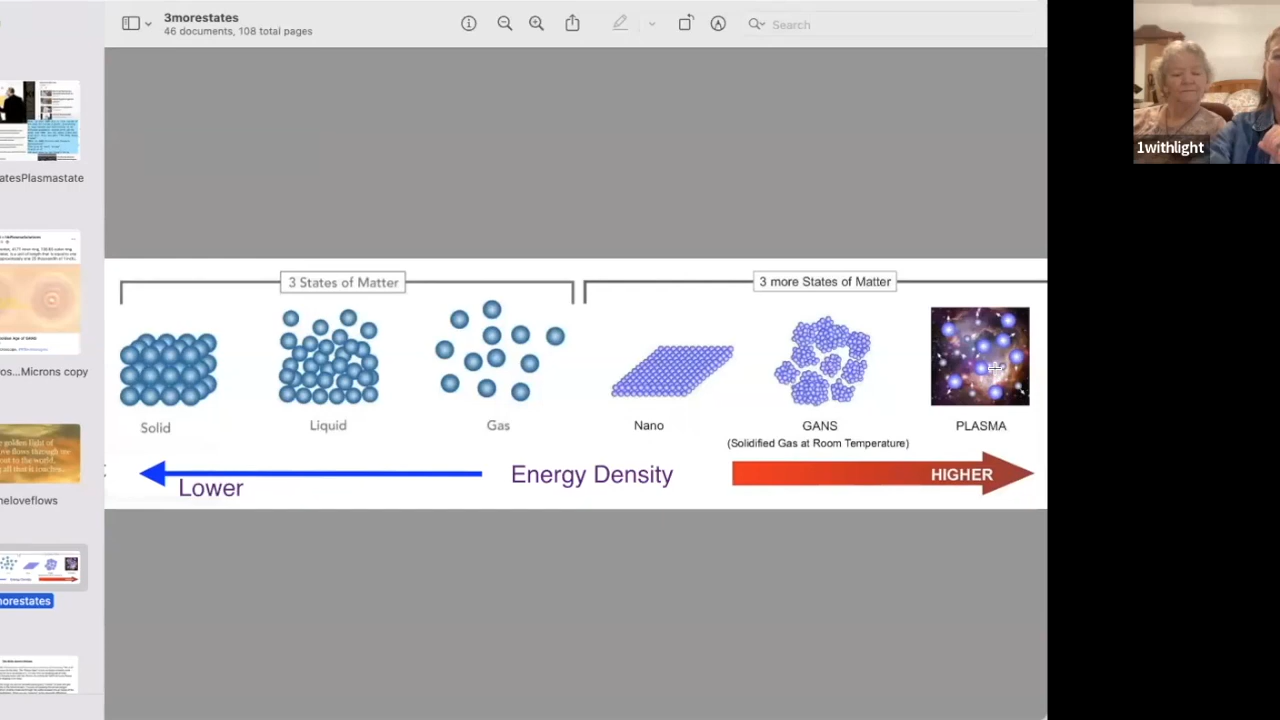 3morestates
46 documents, 108 total pages
Search
1withlight
atesPlasmastate
os...Microns copy
neloveflows
orestates
3 States of Matter
3 more States of Matter
Solid
Liquid
Gas
Nano
GANS
(Solidified Gas at Room Temperature)
PLASMA
Energy Density
Lower
HIGHER